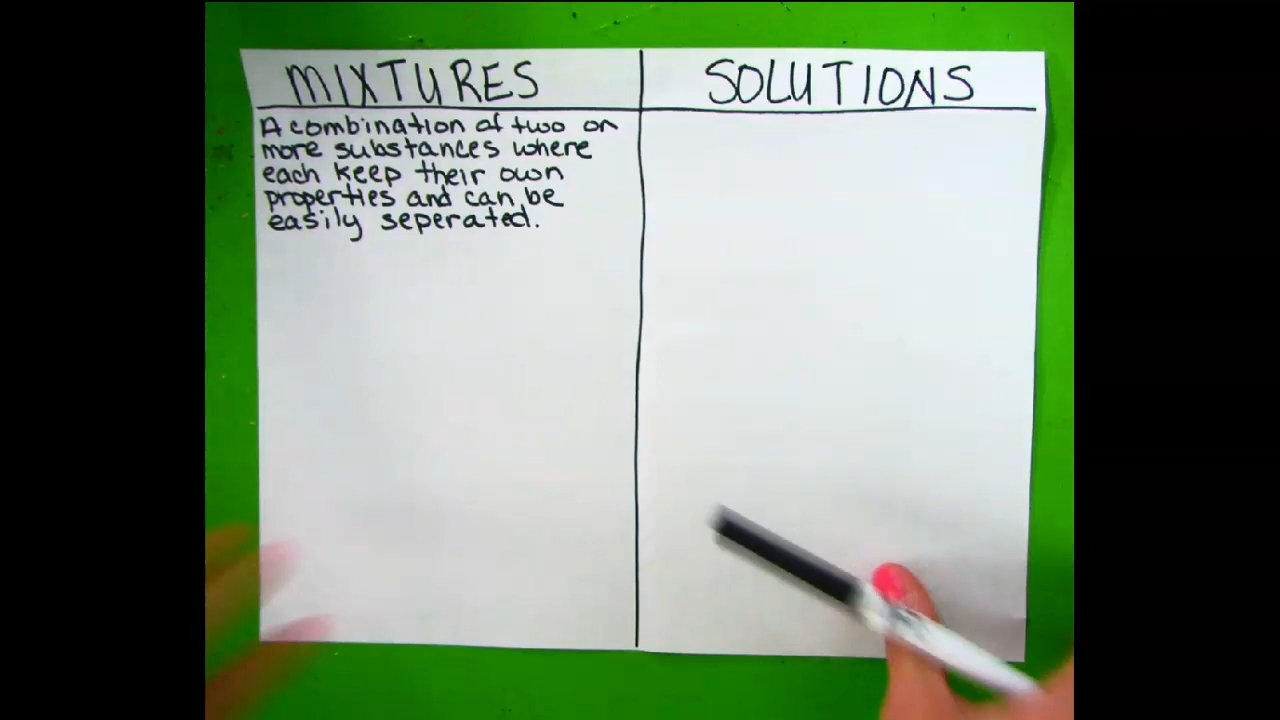 MIXTURES
SOLUTIONS
A combination of two or
more substances where
each keep their own
properties and can be
easily seperated.